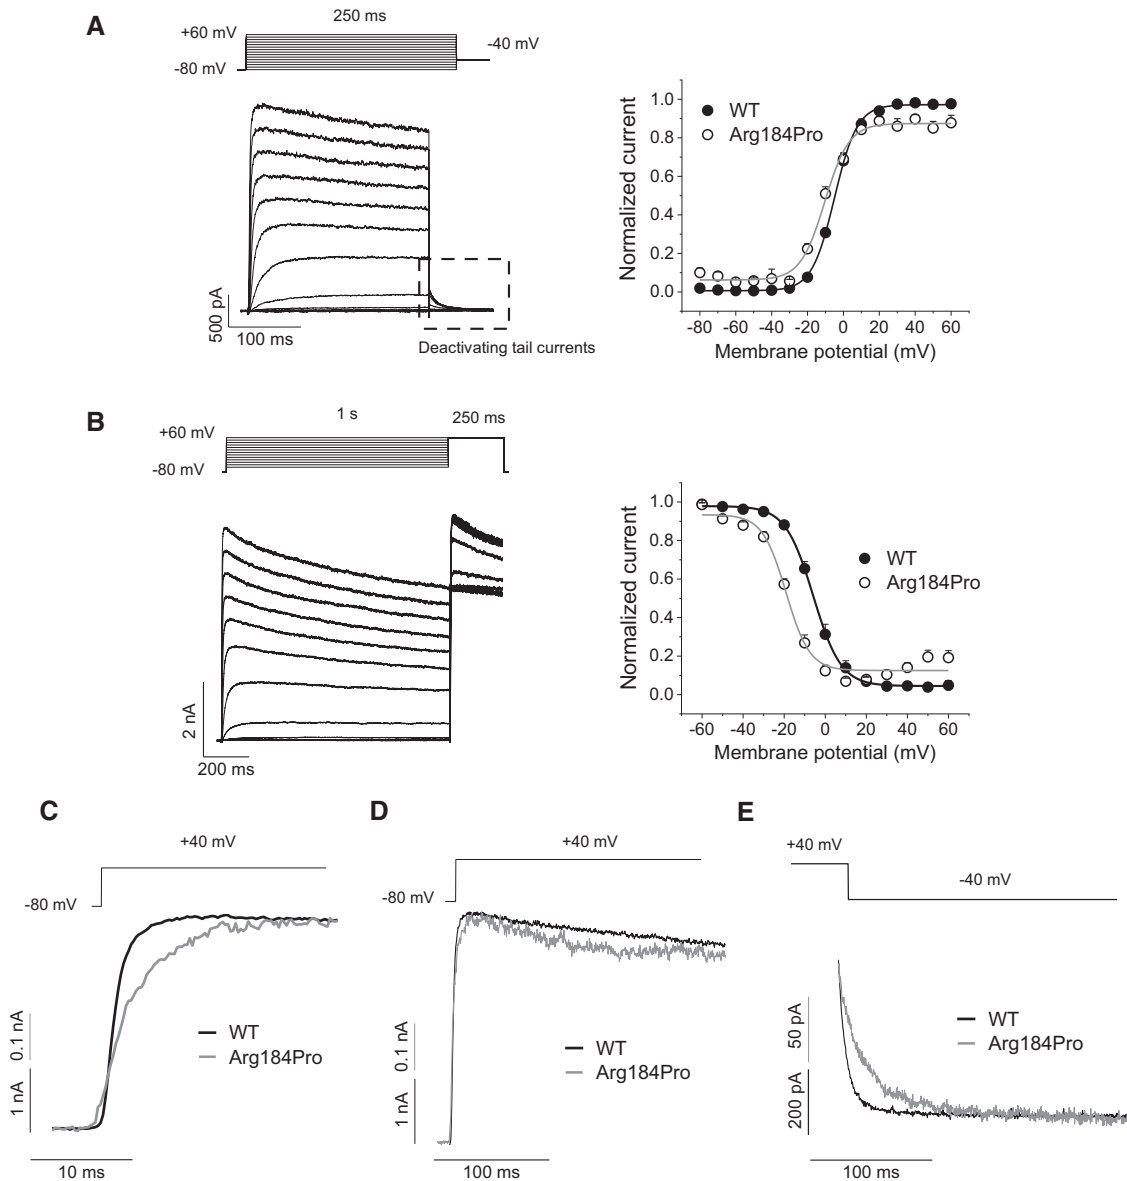 A
250 ms
+60 mV
-40 mV
-80 mV
500 pA
100 ms
Deactivating tail currents
Normalized current
1.0
0.8
0.6
0.4
0.2
0.0
WT
Arg184Pro
-80 -60 -40 -20 0 20 40 60
Membrane potential (mV)
B
1 s
250 ms
+60 mV
-80 mV
2 nA
200 ms
Normalized current
1.0
0.8
0.6
0.4
0.2
0.0
WT
Arg184Pro
-60 -40 -20 0 20 40 60
Membrane potential (mV)
C
+40 mV
-80 mV
0.1 nA
1 nA
WT
Arg184Pro
10 ms
D
+40 mV
-80 mV
0.1 nA
1 nA
WT
Arg184Pro
100 ms
E
+40 mV
-40 mV
50 pA
200 pA
WT
Arg184Pro
100 ms